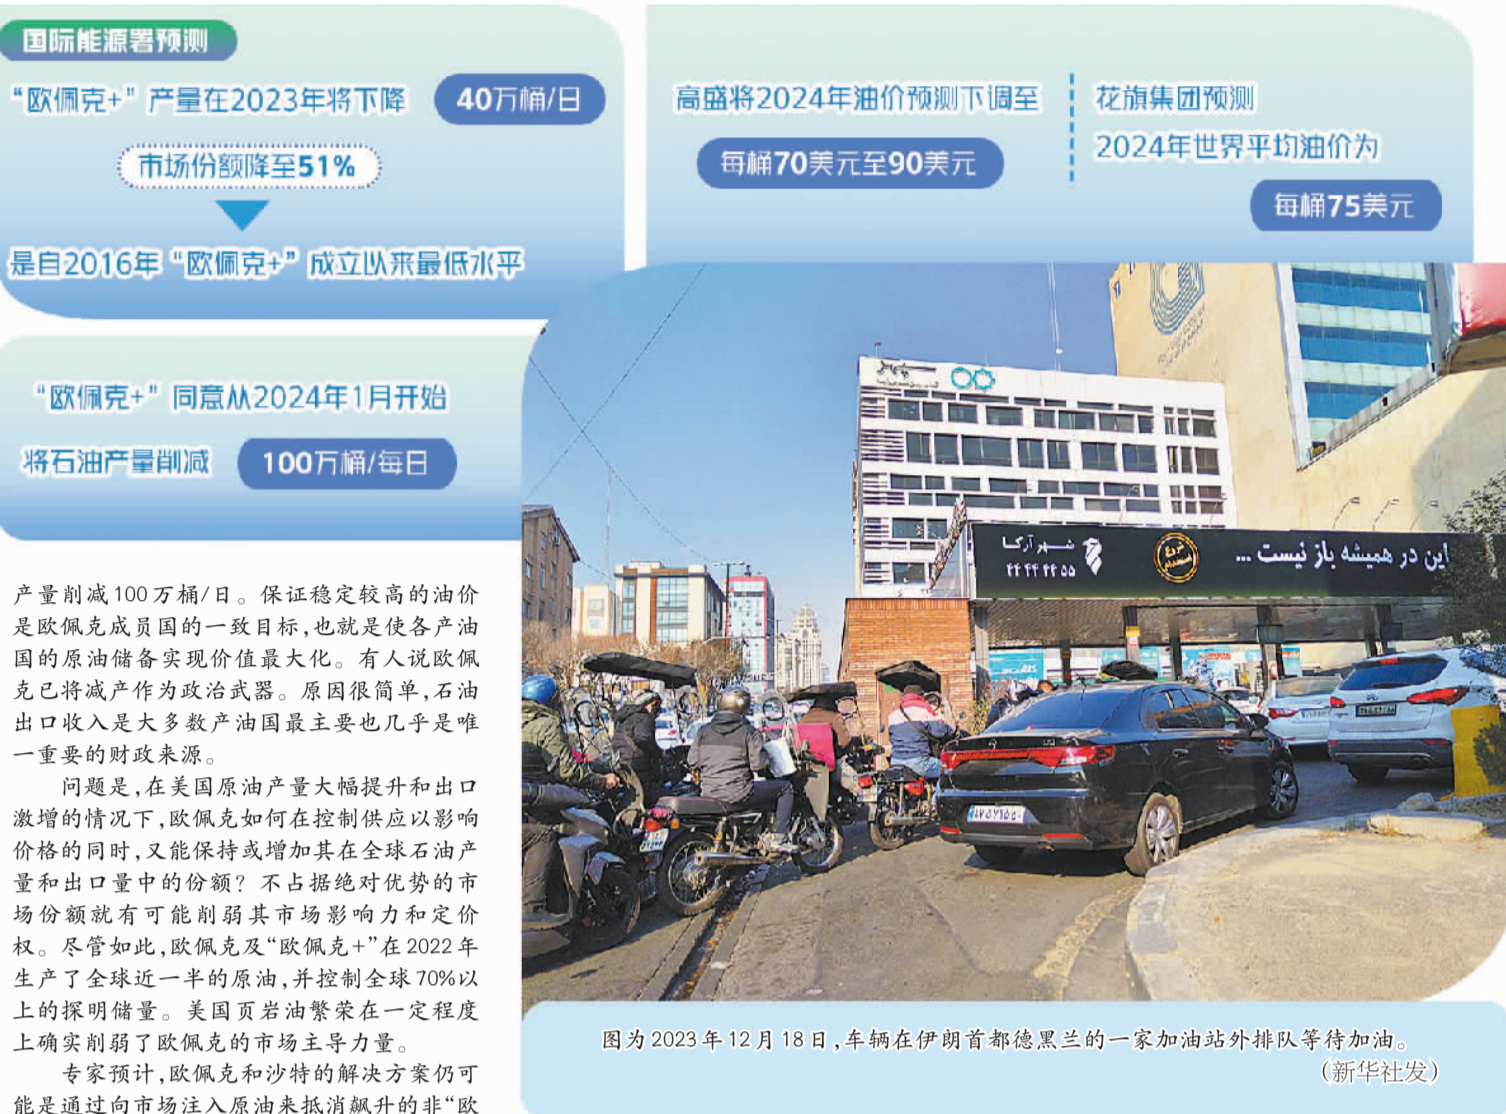 国际能源署预测
“欧佩克+” 产量在2023年将下降 40万桶/日
市场份额降至51%
是自2016年 “欧佩克+” 成立以来最低水平
高盛将2024年油价预测下调至
每桶70美元至90美元
花旗集团预测
2024年世界平均油价为
每桶75美元
“欧佩克+” 同意从2024年1月开始
将石油产量削减 100万桶/每日
产量削减100万桶/日。保证稳定较高的油价
是欧佩克成员国的一致目标,也就是使各产油
国的原油储备实现价值最大化。有人说欧佩
克已将减产作为政治武器。原因很简单,石油
出口收入是大多数产油国最主要也几乎是唯
一重要的财政来源。
问题是,在美国原油产量大幅提升和出口
激增的情况下,欧佩克如何在控制供应以影响
价格的同时,又能保持或增加其在全球石油产
量和出口量中的份额？不占据绝对优势的市
场份额就有可能削弱其市场影响力和定价
权。尽管如此,欧佩克及“欧佩克+”在2022年
生产了全球近一半的原油,并控制全球70%以
上的探明储量。美国页岩油繁荣在一定程度
上确实削弱了欧佩克的市场主导力量。
专家预计,欧佩克和沙特的解决方案仍可
能是通过向市场注入原油来抵消飙升的非“欧
شهر آرکا
۴۴ ۴۴ ۴۴ ۵۵
این در همیشه باز نیست ...
图为2023年12月18日,车辆在伊朗首都德黑兰的一家加油站外排队等待加油。
（新华社发）